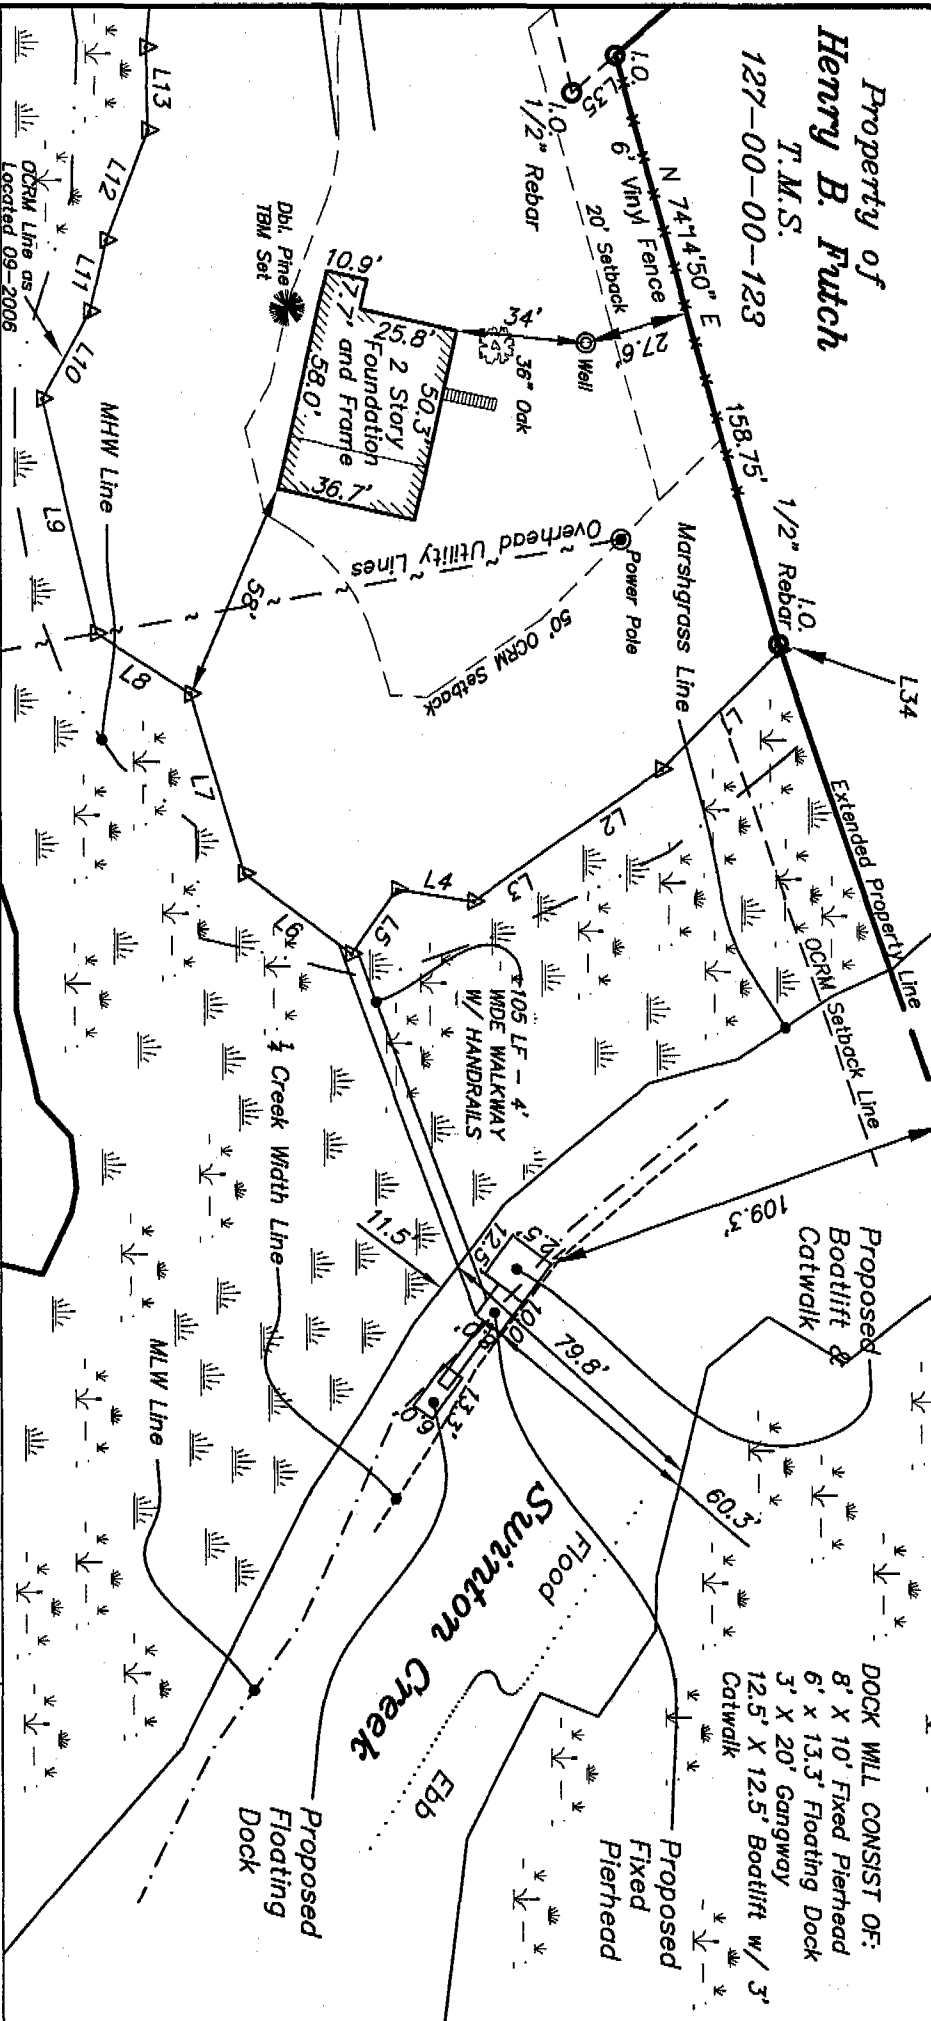 Property of
Henry B. Futch
T.M.S.
127-00-00-123
I.O.
L35
I.O.
1/2" Rebar
6' Vinyl Fence
N 74°14'50" E
158.75'
20' Setback
27.6'
Well
34'
36" Oak
1/2" Rebar
I.O.
L34
Dbl. Pine
TBM Set
10.9'
7.7'
25.8'
50.3'
2 Story
Foundation
and Frame
58.0'
36.7'
Overhead Utility Lines
Power Pole
50' OCRM Setback
58'
Marshgrass Line
Extended Property Line
OCRM Setback Line
L1
L2
L3
L4
L5
L6
L7
L8
L9
L10
L11
L12
L13
OCRM Line as
Located 09-2006
MHW Line
105 LF - 4'
WIDE WALKWAY
W/ HANDRAILS
1/4 Creek Width Line
MLW Line
109.3'
11.5'
12.5'
12.5'
10.0'
8.0'
13.3'
6.0'
79.8'
60.3'
Proposed
Boatlift &
Catwalk
Swinton Creek
Flood
Ebb
Proposed
Floating
Dock
Proposed
Fixed
Pierhead
DOCK WILL CONSIST OF:
8' X 10' Fixed Pierhead
6' x 13.3' Floating Dock
3' X 20' Gangway
12.5' X 12.5' Boatlift w/ 3'
Catwalk